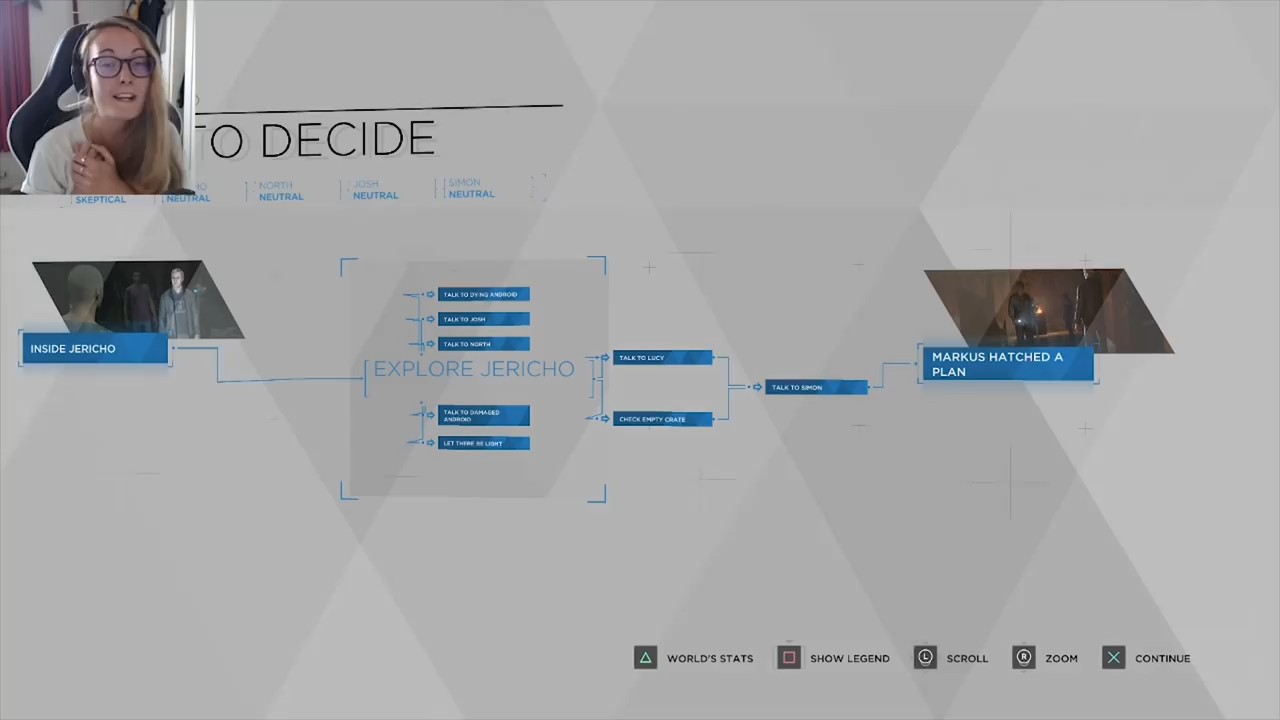 TO DECIDE
NORTH
JOSH
SIMON
SKEPTICAL
NEUTRAL
NEUTRAL
NEUTRAL
NEUTRAL
TALK TO DYING ANDROID
TALK TO JOSH
TALK TO NORTH
INSIDE JERICHO
EXPLORE JERICHO
TALK TO LUCY
MARKUS HATCHED A
PLAN
TALK TO SIMON
TALK TO DAMAGED
ANDROID
CHECK EMPTY CRATE
LET THERE BE LIGHT
WORLD'S STATS
SHOW LEGEND
L
SCROLL
R
ZOOM
CONTINUE